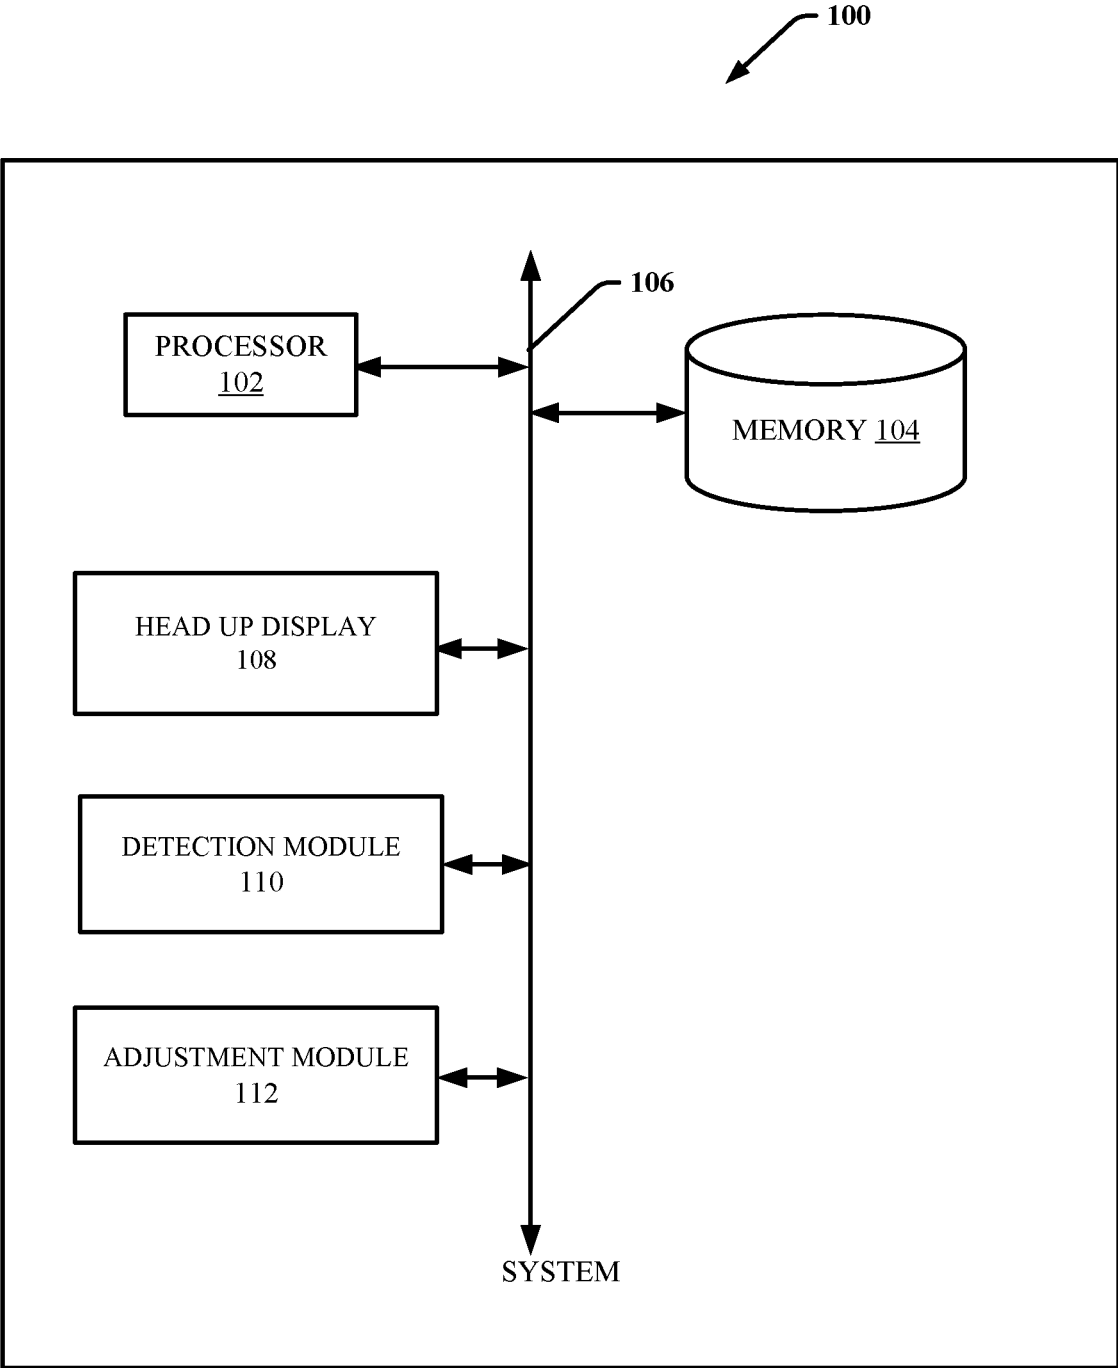 100
106
PROCESSOR
102
MEMORY 104
HEAD UP DISPLAY
108
DETECTION MODULE
110
ADJUSTMENT MODULE
112
SYSTEM